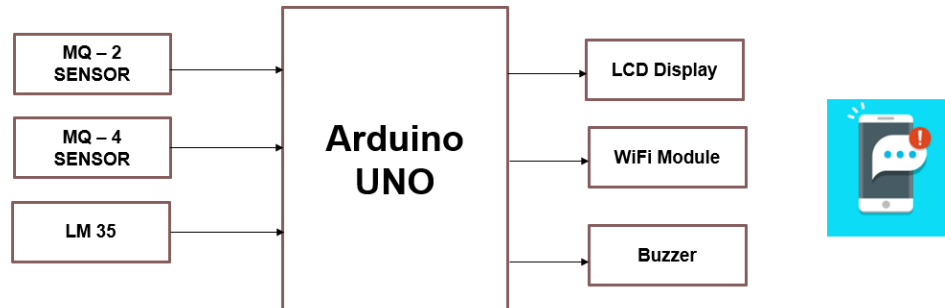 MQ – 2
SENSOR
MQ – 4
SENSOR
LM 35
Arduino
UNO
LCD Display
WiFi Module
Buzzer
!